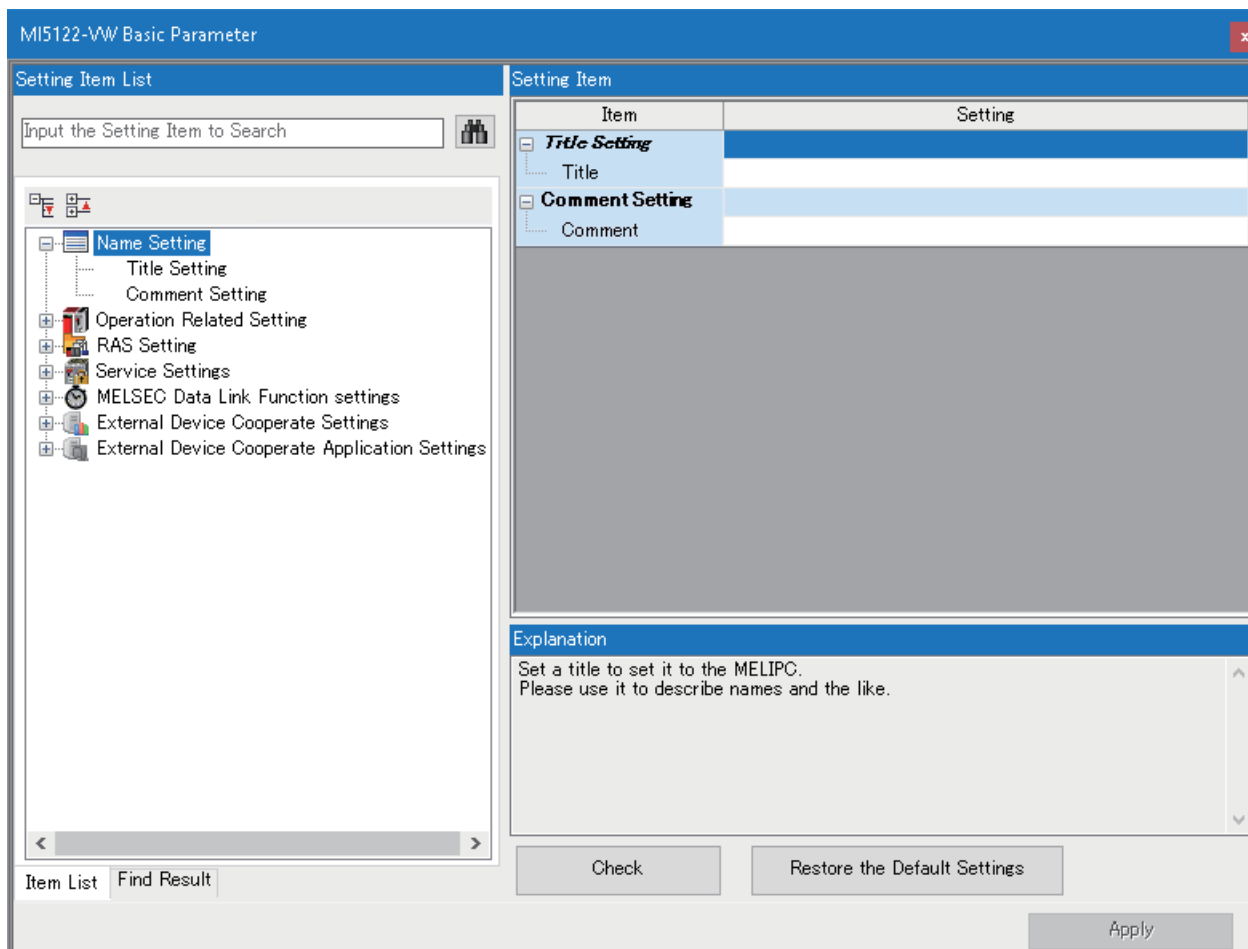 MI5122-VW Basic Parameter
x
Setting Item List
Input the Setting Item to Search
Name Setting
Title Setting
Comment Setting
Operation Related Setting
RAS Setting
Service Settings
MELSEC Data Link Function settings
External Device Cooperate Settings
External Device Cooperate Application Settings
Item List
Find Result
Setting Item
Item Setting
Title Setting
Title
Comment Setting
Comment
Explanation
Set a title to set it to the MELIPC.
Please use it to describe names and the like.
Check
Restore the Default Settings
Apply